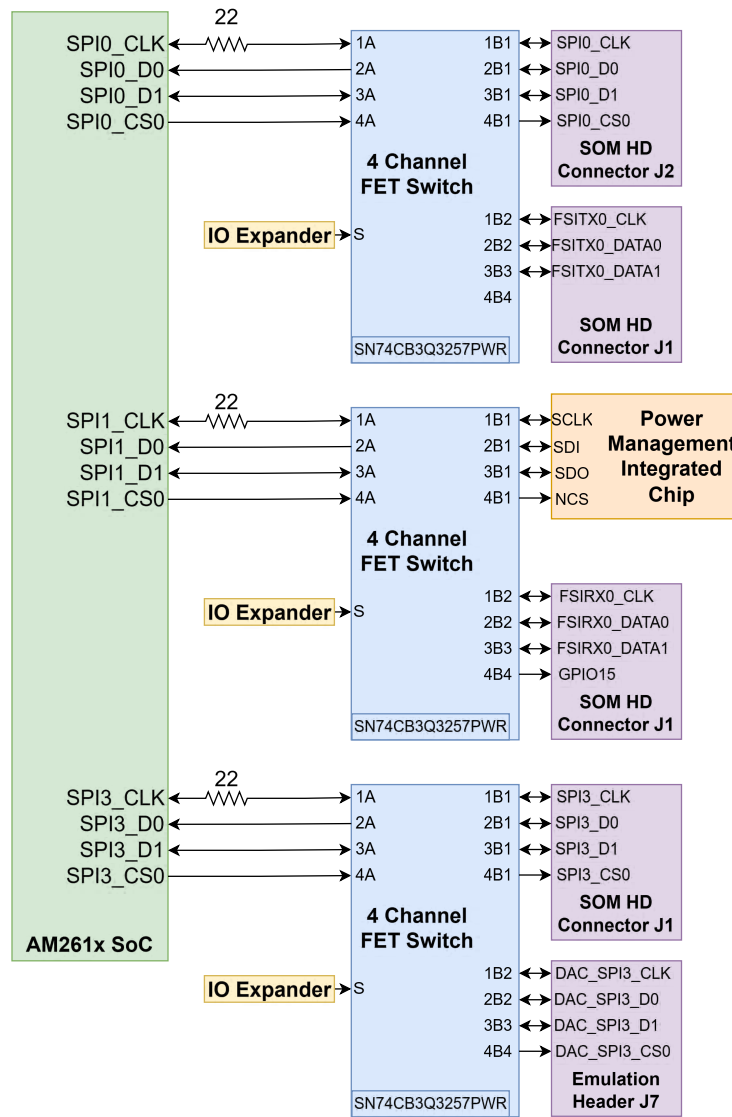 22
SPI0_CLK
SPI0_D0
SPI0_D1
SPI0_CS0
1A
2A
3A
4A
1B1
2B1
3B1
4B1
SPI0_CLK
SPI0_D0
SPI0_D1
SPI0_CS0
SOM HD
Connector J2
4 Channel
FET Switch
IO Expander
S
1B2
2B2
3B3
4B4
FSITX0_CLK
FSITX0_DATA0
FSITX0_DATA1
SOM HD
Connector J1
SN74CB3Q3257PWR
22
SPI1_CLK
SPI1_D0
SPI1_D1
SPI1_CS0
1A
2A
3A
4A
1B1
2B1
3B1
4B1
SCLK
SDI
SDO
NCS
Power
Management
Integrated
Chip
4 Channel
FET Switch
IO Expander
S
1B2
2B2
3B3
4B4
FSIRX0_CLK
FSIRX0_DATA0
FSIRX0_DATA1
GPIO15
SOM HD
Connector J1
SN74CB3Q3257PWR
22
SPI3_CLK
SPI3_D0
SPI3_D1
SPI3_CS0
1A
2A
3A
4A
1B1
2B1
3B1
4B1
SPI3_CLK
SPI3_D0
SPI3_D1
SPI3_CS0
SOM HD
Connector J1
4 Channel
FET Switch
AM261x SoC
IO Expander
S
1B2
2B2
3B3
4B4
DAC_SPI3_CLK
DAC_SPI3_D0
DAC_SPI3_D1
DAC_SPI3_CS0
Emulation
Header J7
SN74CB3Q3257PWR